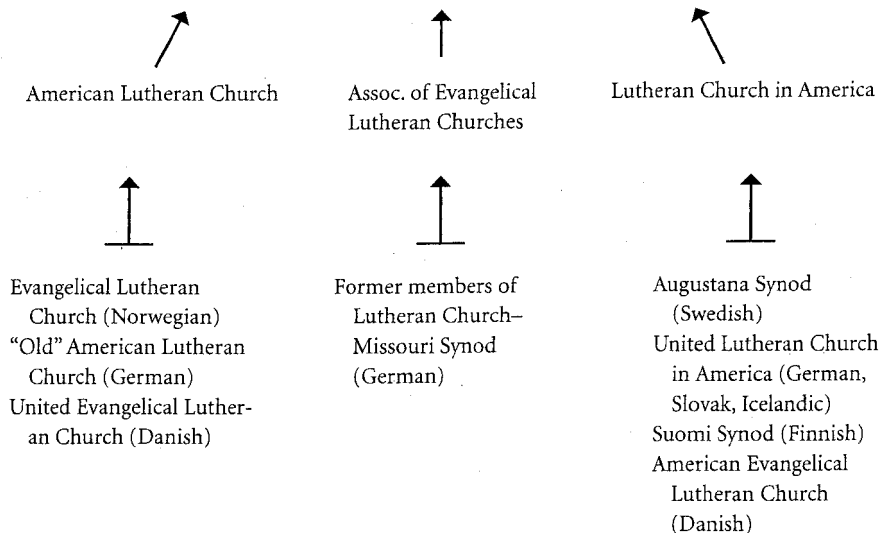 American Lutheran Church
Assoc. of Evangelical
Lutheran Churches
Lutheran Church in America
Evangelical Lutheran
Church (Norwegian)
“Old” American Lutheran
Church (German)
United Evangelical Luther-
an Church (Danish)
Former members of
Lutheran Church–
Missouri Synod
(German)
Augustana Synod
(Swedish)
United Lutheran Church
in America (German,
Slovak, Icelandic)
Suomi Synod (Finnish)
American Evangelical
Lutheran Church
(Danish)